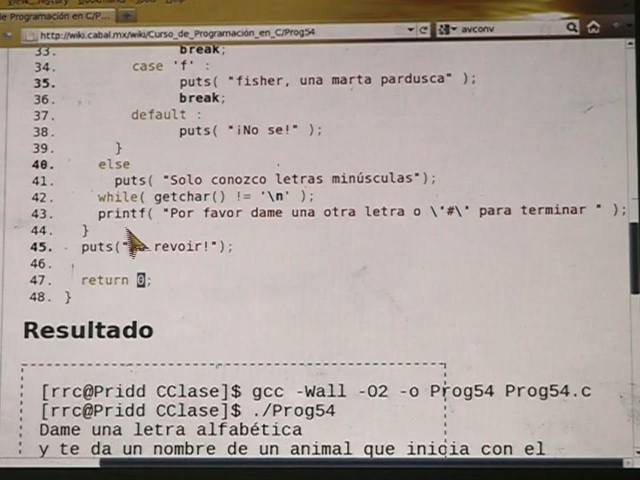 de Programación en C/P...
http://wiki.cabal.mx/wiki/Curso_de_Programación_en_C/Prog54
avconv
33. break;
34. case 'f' :
35. puts( "fisher, una marta pardusca" );
36. break;
37. default :
38. puts( "¡No se!" );
39. }
40. else
41. puts( "Solo conozco letras minúsculas");
42. while( getchar() != '\n' );
43. printf( "Por favor dame una otra letra o \'#\' para terminar " );
44. }
45. puts(" revoir!");
46.
47. return 0;
48. }
Resultado
[rrc@Pridd CClase]$ gcc -Wall -O2 -o Prog54 Prog54.c
[rrc@Pridd CClase]$ ./Prog54
Dame una letra alfabética
y te da un nombre de un animal que inicia con el